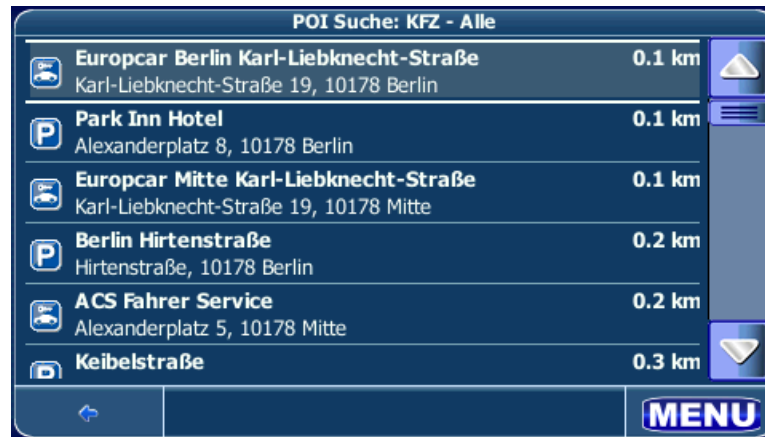 POI Suche: KFZ - Alle
Europcar Berlin Karl-Liebknecht-Straße 0.1 km
Karl-Liebknecht-Straße 19, 10178 Berlin
P Park Inn Hotel 0.1 km
Alexanderplatz 8, 10178 Berlin
Europcar Mitte Karl-Liebknecht-Straße 0.1 km
Karl-Liebknecht-Straße 19, 10178 Mitte
P Berlin Hirtenstraße 0.2 km
Hirtenstraße, 10178 Berlin
ACS Fahrer Service 0.2 km
Alexanderplatz 5, 10178 Mitte
P Keibelstraße 0.3 km
MENU